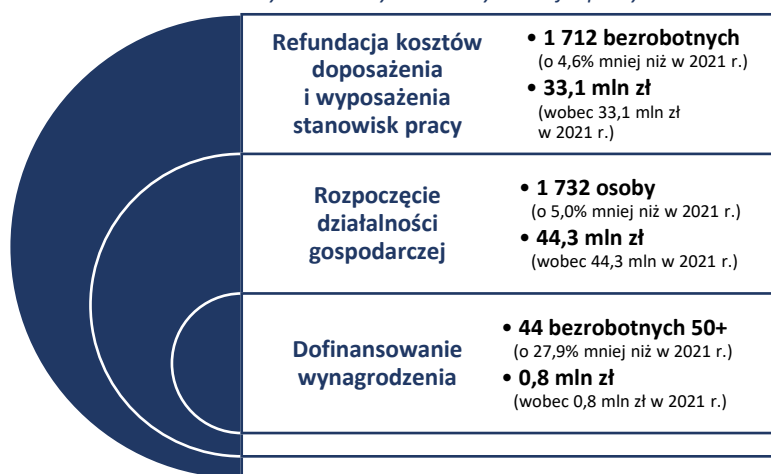 Refundacja kosztów
doposażenia
i wyposażenia
stanowisk pracy
• 1 712 bezrobotnych
(o 4,6% mniej niż w 2021 r.)
• 33,1 mln zł
(wobec 33,1 mln zł
w 2021 r.)
Rozpoczęcie
działalności
gospodarczej
• 1 732 osoby
(o 5,0% mniej niż w 2021 r.)
• 44,3 mln zł
(wobec 44,3 mln w 2021 r.)
Dofinansowanie
wynagrodzenia
• 44 bezrobotnych 50+
(o 27,9% mniej niż w 2021 r.)
• 0,8 mln zł
(wobec 0,8 mln zł w 2021 r.)